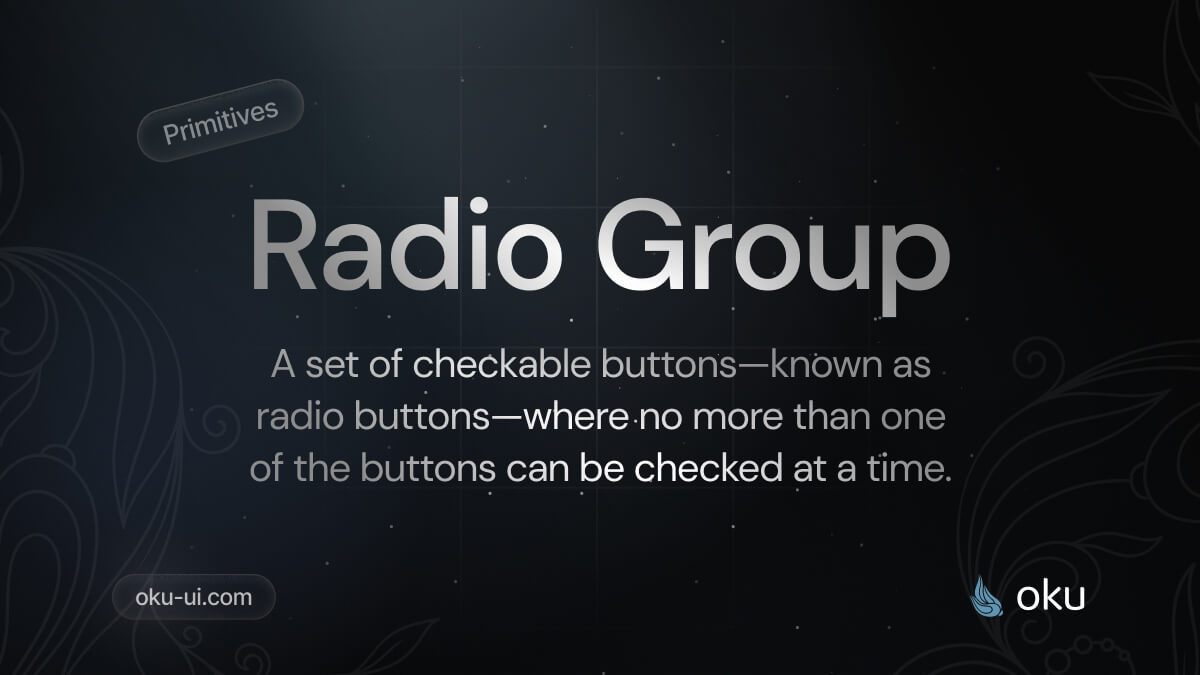 Primitives
Radio Group
A set of checkable buttons—known as
radio buttons—where no more than one
of the buttons can be checked at a time.
oku-ui.com
oku